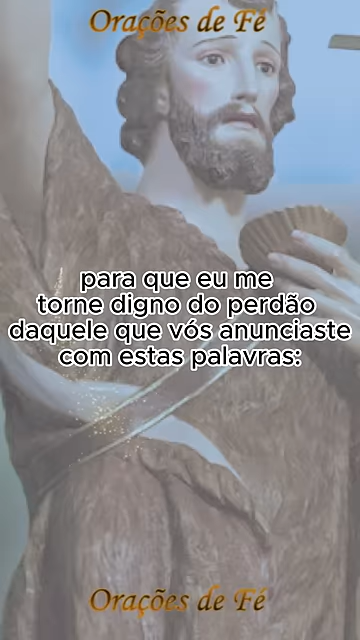 Orações de Fé
para que eu me
torne digno do perdão
daquele que vós anunciaste
com estas palavras:
Orações de Fé